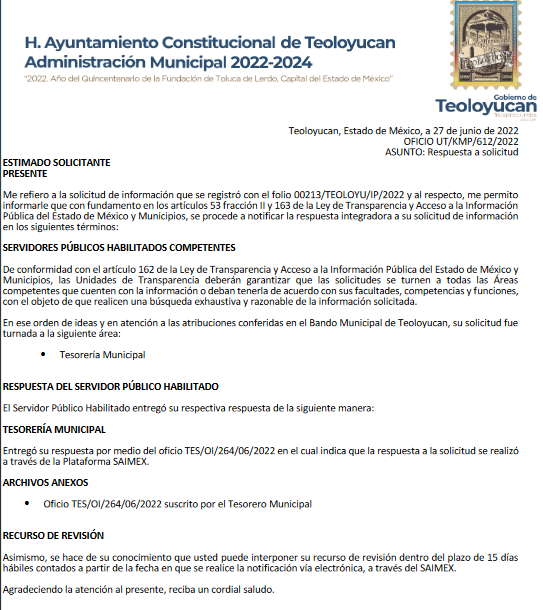 H. Ayuntamiento Constitucional de Teoloyucan
Administración Municipal 2022-2024
"2022. Año del Quincentenario de la Fundación de Toluca de Lerdo, Capital del Estado de México"
Gobierno de
Teoloyucan
Teoloyucan, Estado de México, a 27 de junio de 2022
OFICIO UT/KMP/612/2022
ASUNTO: Respuesta a solicitud
ESTIMADO SOLICITANTE
PRESENTE
Me refiero a la solicitud de información que se registró con el folio 00213/TEOLOYU/IP/2022 y al respecto, me permito
informarle que con fundamento en los artículos 53 fracción II y 163 de la Ley de Transparencia y Acceso a la Información
Pública del Estado de México y Municipios, se procede a notificar la respuesta integradora a su solicitud de información
en los siguientes términos:
SERVIDORES PÚBLICOS HABILITADOS COMPETENTES
De conformidad con el artículo 162 de la Ley de Transparencia y Acceso a la Información Pública del Estado de México y
Municipios, las Unidades de Transparencia deberán garantizar que las solicitudes se turnen a todas las Áreas
competentes que cuenten con la información o deban tenerla de acuerdo con sus facultades, competencias y funciones,
con el objeto de que realicen una búsqueda exhaustiva y razonable de la información solicitada.
En ese orden de ideas y en atención a las atribuciones conferidas en el Bando Municipal de Teoloyucan, su solicitud fue
turnada a la siguiente área:
• Tesorería Municipal
RESPUESTA DEL SERVIDOR PÚBLICO HABILITADO
El Servidor Público Habilitado entregó su respectiva respuesta de la siguiente manera:
TESORERÍA MUNICIPAL
Entregó su respuesta por medio del oficio TES/OI/264/06/2022 en el cual indica que la respuesta a la solicitud se realizó
a través de la Plataforma SAIMEX.
ARCHIVOS ANEXOS
• Oficio TES/OI/264/06/2022 suscrito por el Tesorero Municipal
RECURSO DE REVISIÓN
Asimismo, se hace de su conocimiento que usted puede interponer su recurso de revisión dentro del plazo de 15 días
hábiles contados a partir de la fecha en que se realice la notificación vía electrónica, a través del SAIMEX.
Agradeciendo la atención al presente, reciba un cordial saludo.